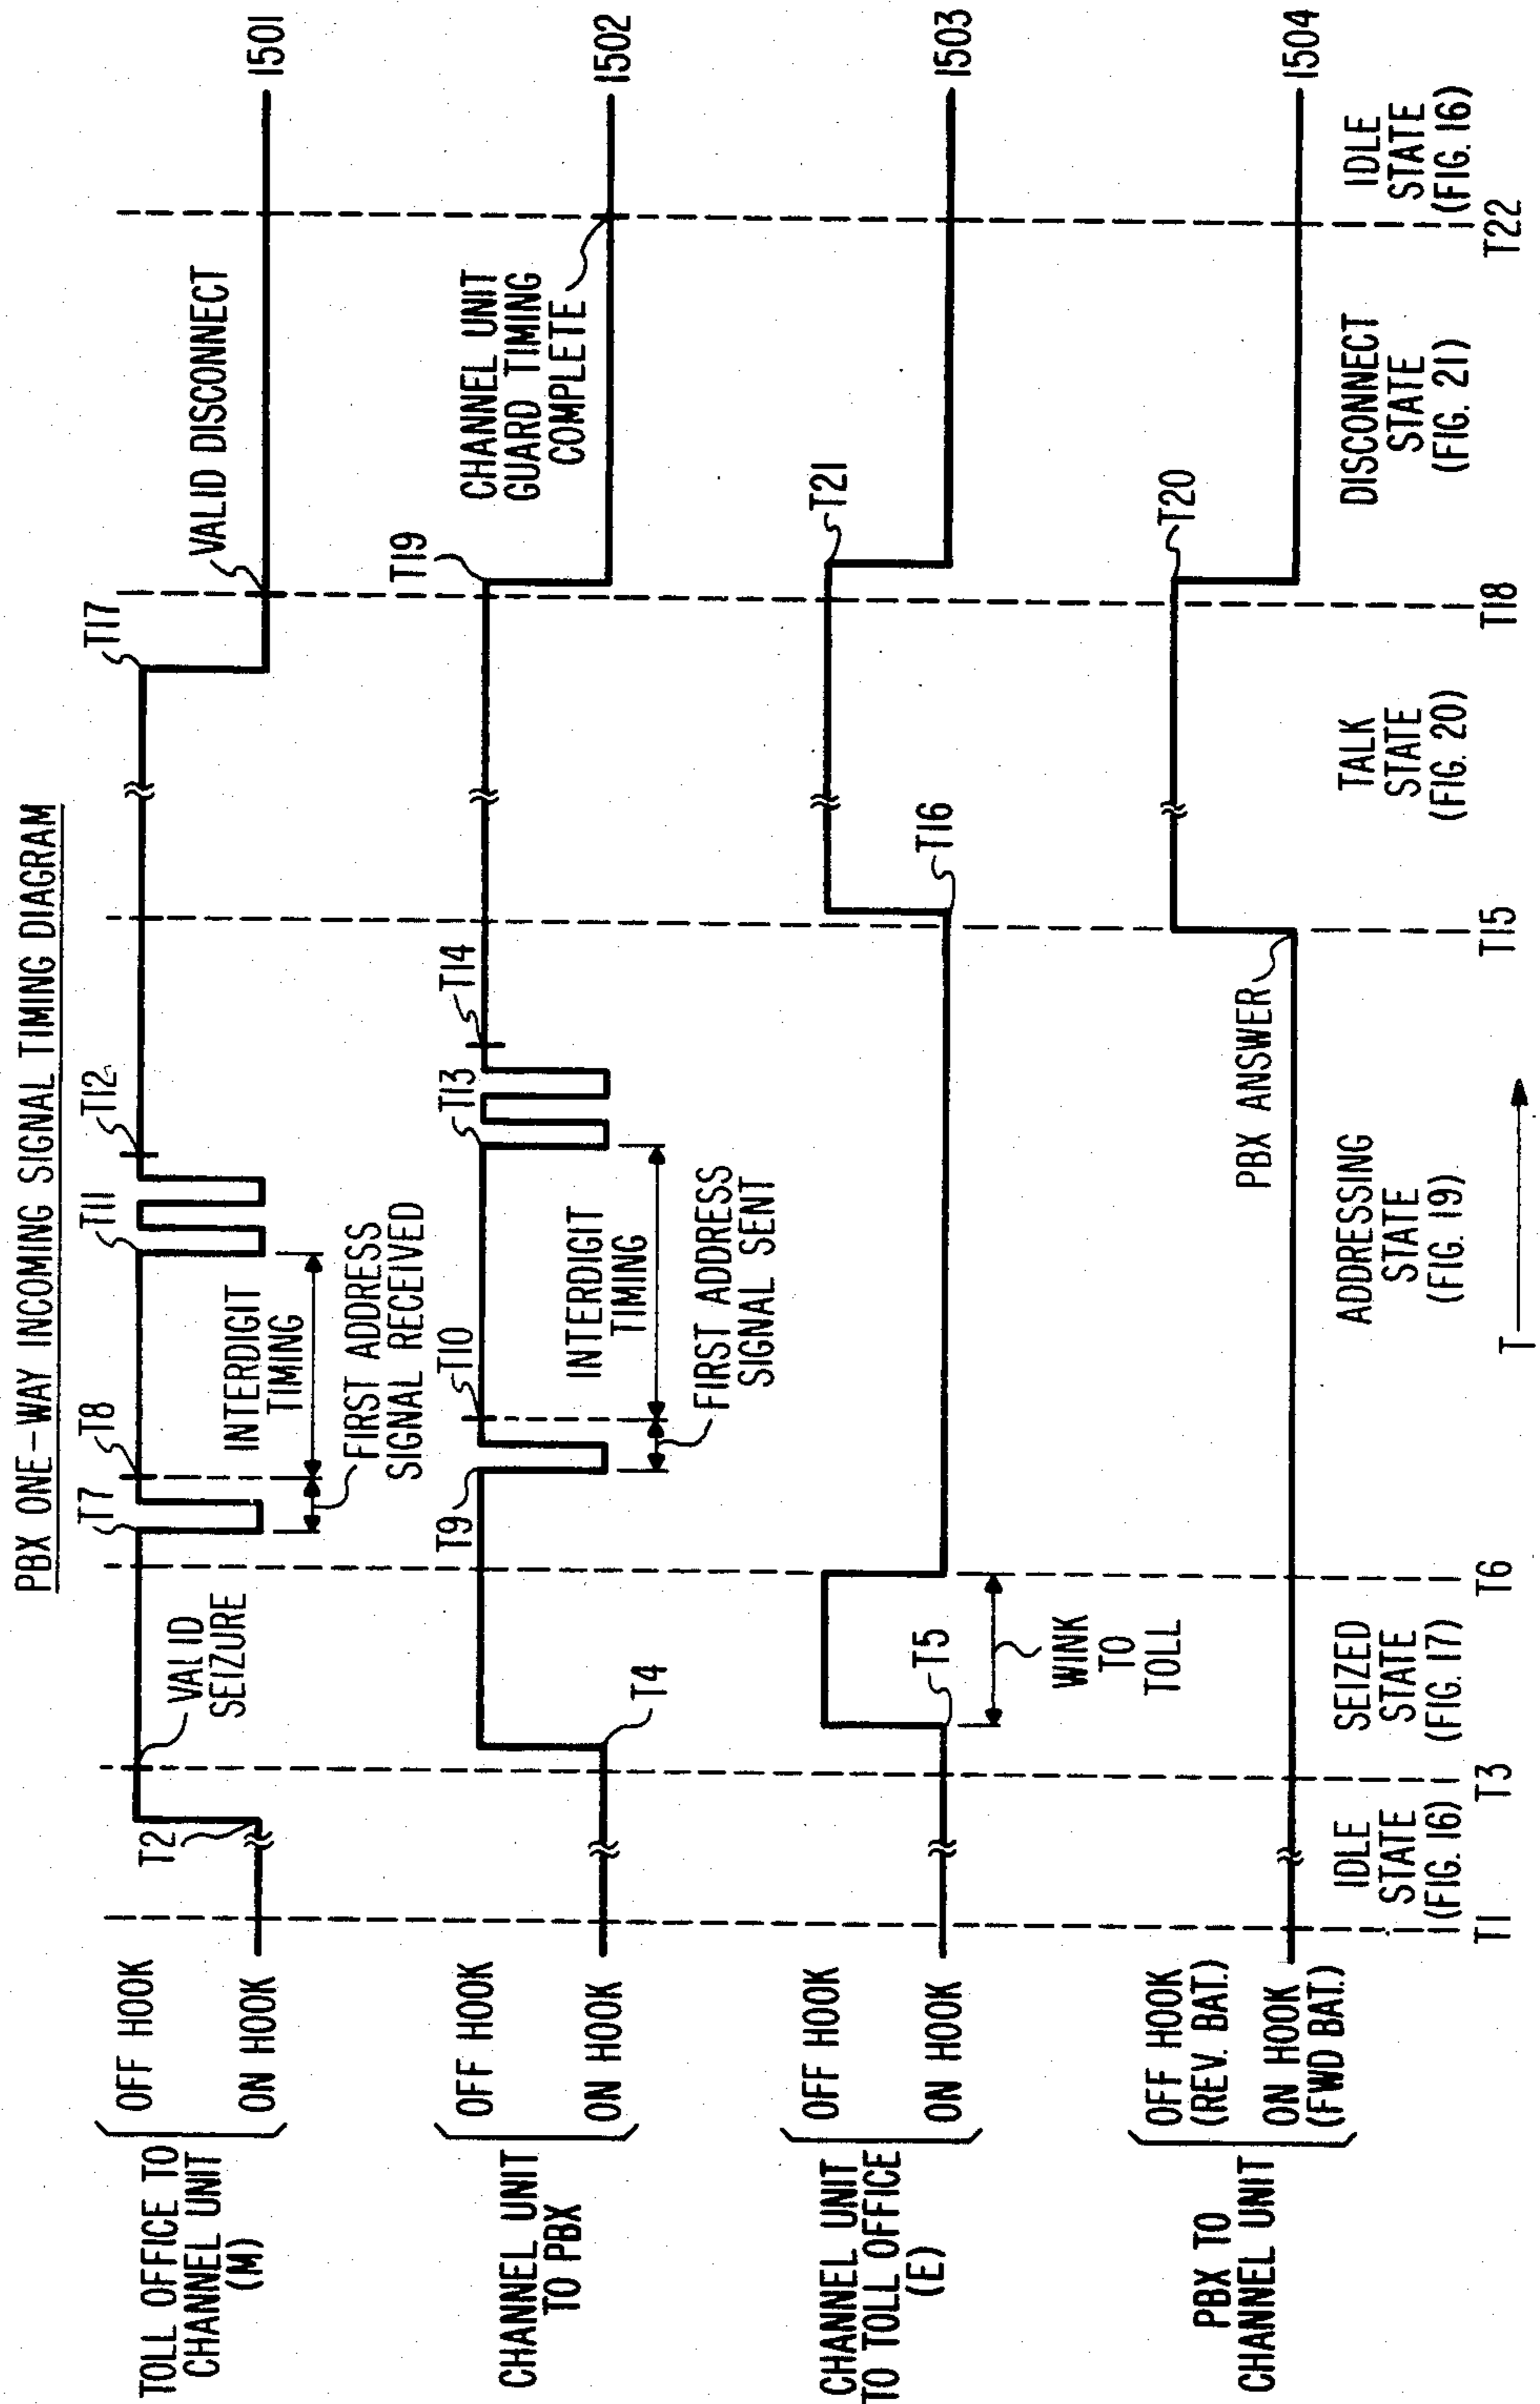 PBX ONE-WAY INCOMING SIGNAL TIMING DIAGRAM
TOLL OFFICE TO
CHANNEL UNIT
(M)
OFF HOOK
ON HOOK
T2
VALID
SEIZURE
T7
T8
INTERDIGIT
TIMING
FIRST ADDRESS
SIGNAL RECEIVED
T11
T12
T17
VALID DISCONNECT
1501
CHANNEL UNIT
TO PBX
OFF HOOK
ON HOOK
T4
T9
T10
INTERDIGIT
TIMING
FIRST ADDRESS
SIGNAL SENT
T13
T14
T19
CHANNEL UNIT
GUARD TIMING
COMPLETE
1502
CHANNEL UNIT
TO TOLL OFFICE
(E)
OFF HOOK
ON HOOK
T5
WINK
TO
TOLL
T16
T21
1503
PBX TO
CHANNEL UNIT
OFF HOOK
(REV. BAT.)
ON HOOK
(FWD BAT.)
PBX ANSWER
T20
1504
IDLE
STATE
(FIG. 16)
SEIZED
STATE
(FIG. 17)
ADDRESSING
STATE
(FIG. 19)
TALK
STATE
(FIG. 20)
DISCONNECT
STATE
(FIG. 21)
IDLE
STATE
(FIG. 16)
T1
T3
T6
T
T15
T18
T22